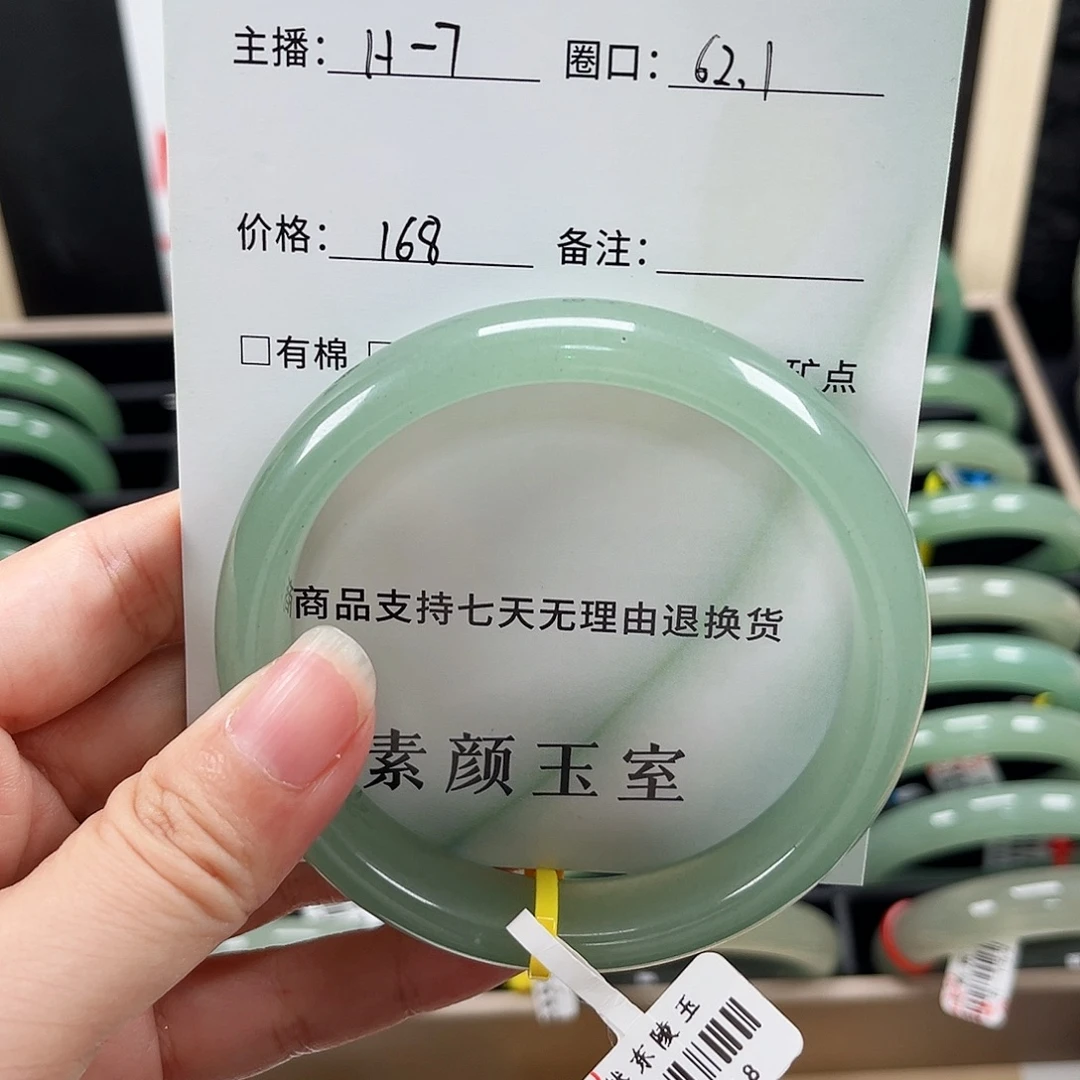 主播： H-7 圈口： 62.1
价格： 168 备注：
□有棉 矿点
商品支持七天无理由退换货
素颜玉室
东陵玉
8